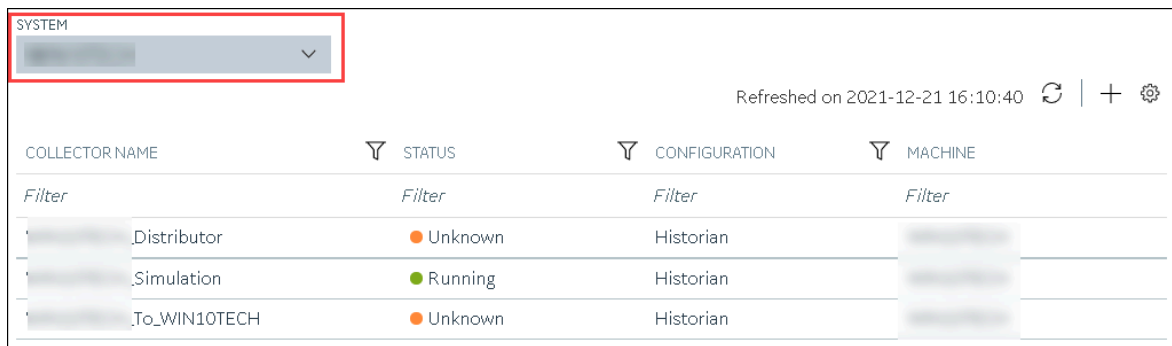 SYSTEM
Refreshed on 2021-12-21 16:10:40
COLLECTOR NAME STATUS CONFIGURATION MACHINE
Filter Filter Filter Filter
_Distributor Unknown Historian
_Simulation Running Historian
_To_WIN10TECH Unknown Historian